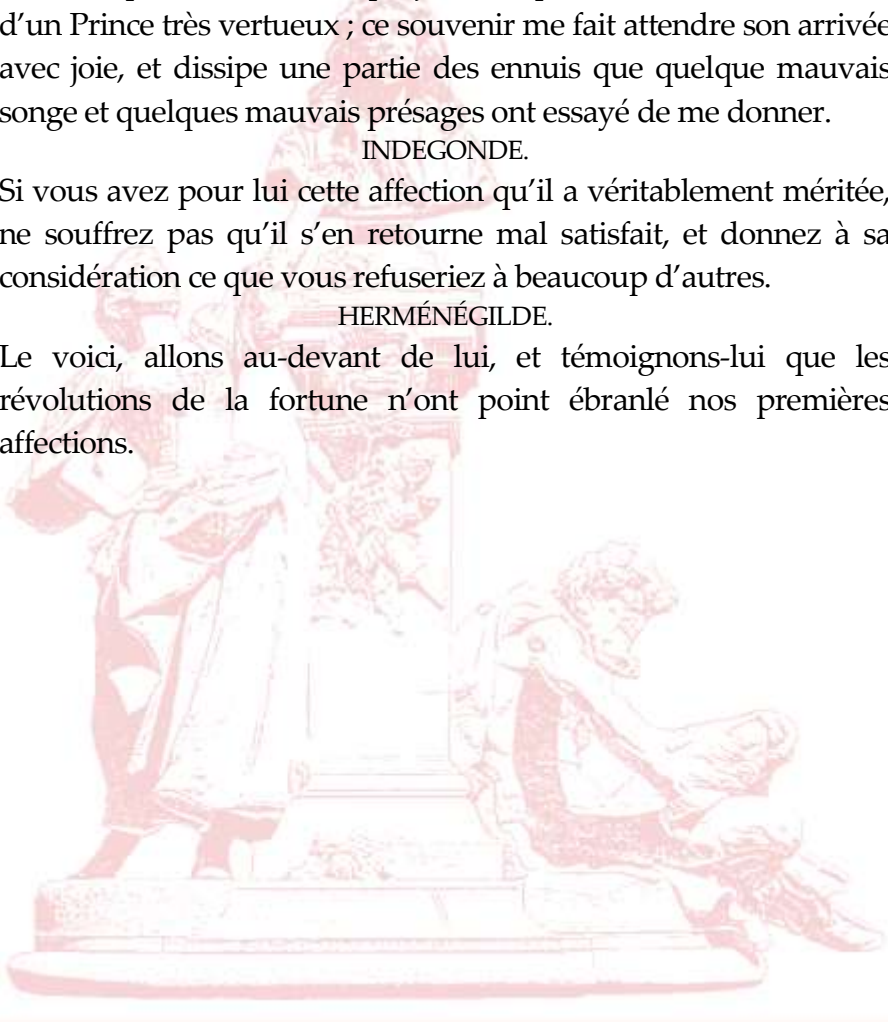 d’un Prince très vertueux ; ce souvenir me fait attendre son arrivée
avec joie, et dissipe une partie des ennuis que quelque mauvais
songe et quelques mauvais présages ont essayé de me donner.
INDEGONDE.
Si vous avez pour lui cette affection qu’il a véritablement méritée,
ne souffrez pas qu’il s’en retourne mal satisfait, et donnez à sa
considération ce que vous refuseriez à beaucoup d’autres.
HERMÉNÉGILDE.
Le voici, allons au-devant de lui, et témoignons-lui que les
révolutions de la fortune n’ont point ébranlé nos premières
affections.